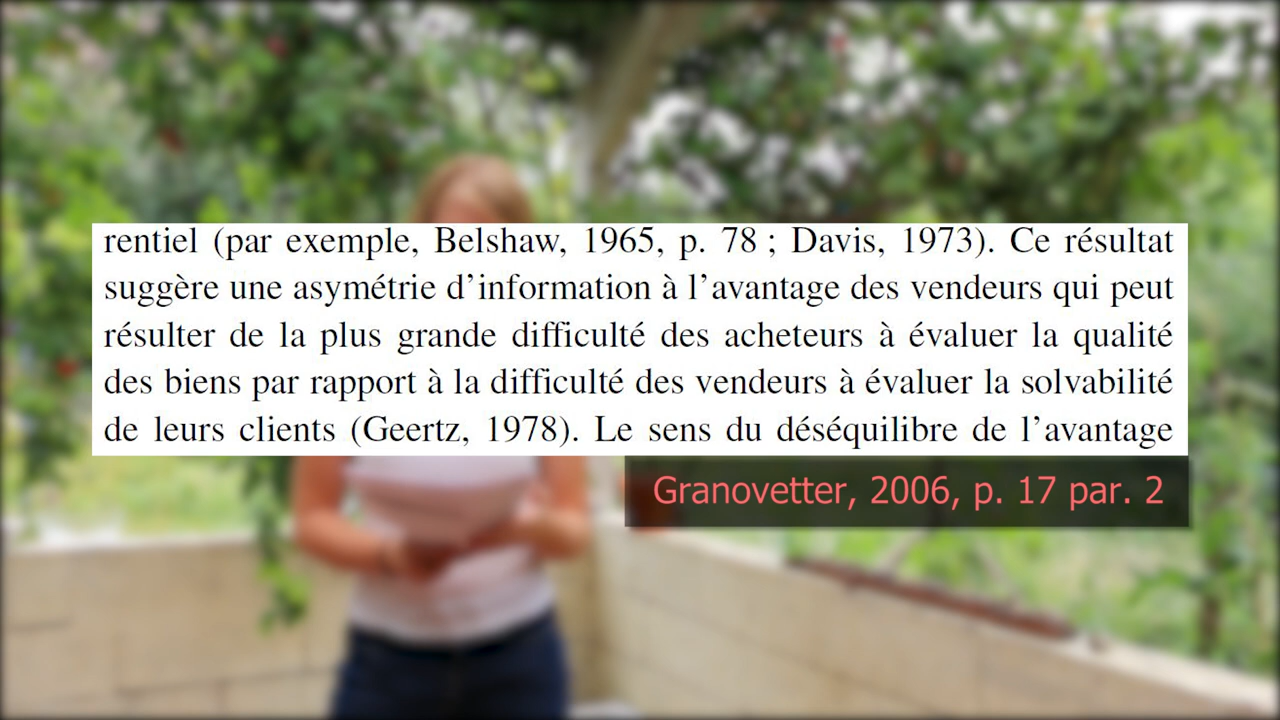 rentiel (par exemple, Belshaw, 1965, p. 78 ; Davis, 1973). Ce résultat
suggère une asymétrie d’information à l’avantage des vendeurs qui peut
résulter de la plus grande difficulté des acheteurs à évaluer la qualité
des biens par rapport à la difficulté des vendeurs à évaluer la solvabilité
de leurs clients (Geertz, 1978). Le sens du déséquilibre de l’avantage
Granovetter, 2006, p. 17 par. 2